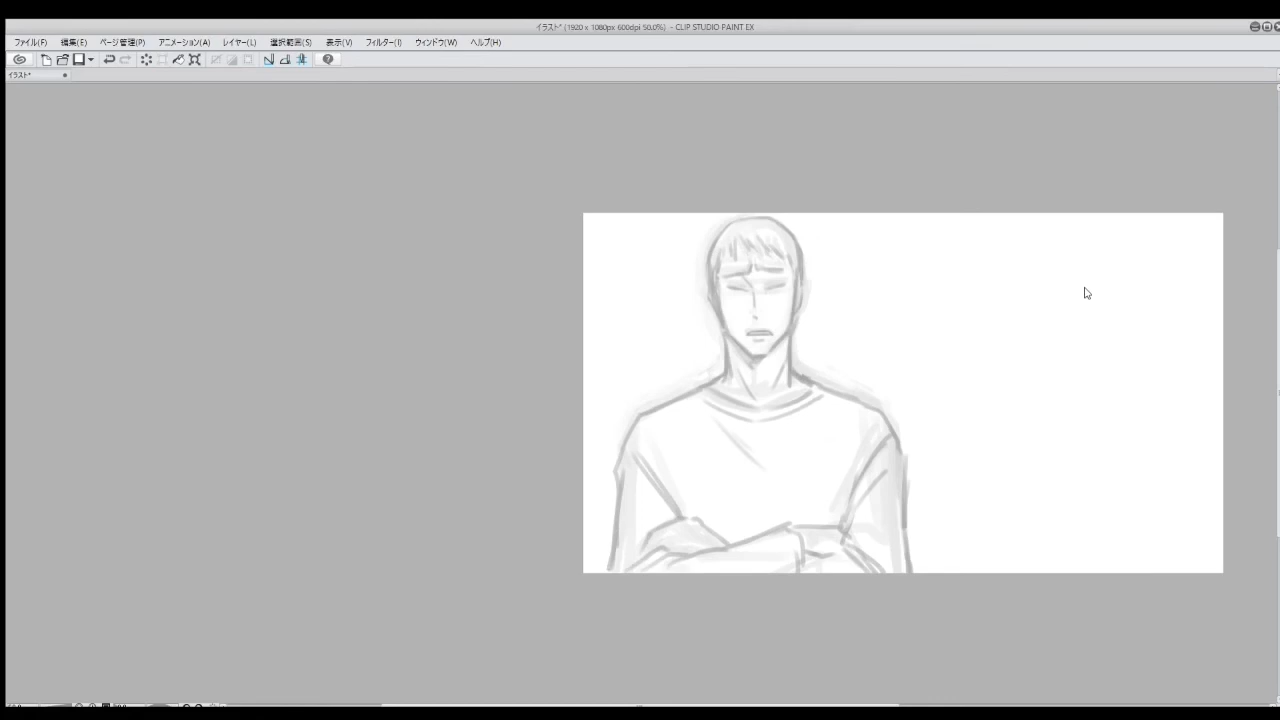 イラスト* (1920 x 1080px 600dpi 50.0%) - CLIP STUDIO PAINT EX
ファイル(F) 編集(E) ページ管理(P) アニメーション(A) レイヤー(L) 選択範囲(S) 表示(V) フィルター(I) ウィンドウ(W) ヘルプ(H)
イラスト*